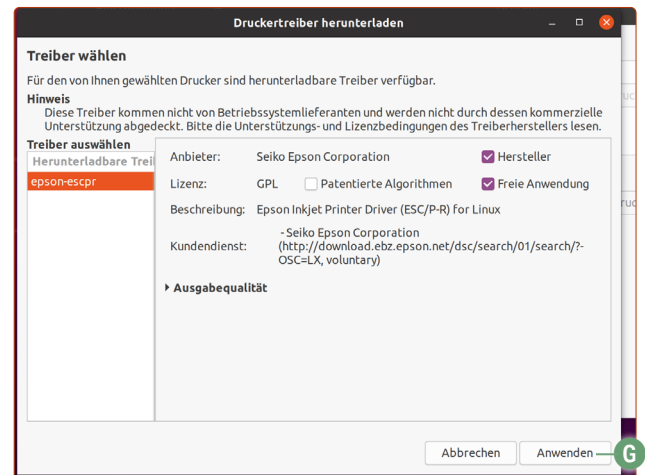 Druckertreiber herunterladen
Treiber wählen
Für den von Ihnen gewählten Drucker sind herunterladbare Treiber verfügbar.
Hinweis
Diese Treiber kommen nicht von Betriebssystemlieferanten und werden nicht durch dessen kommerzielle
Unterstützung abgedeckt. Bitte die Unterstützungs- und Lizenzbedingungen des Treiberherstellers lesen.
Treiber auswählen
Herunterladbare Treil
epson-escpr
Anbieter: Seiko Epson Corporation Hersteller
Lizenz: GPL Patentierte Algorithmen Freie Anwendung
Beschreibung: Epson Inkjet Printer Driver (ESC/P-R) for Linux
- Seiko Epson Corporation
Kundendienst: (http://download.ebz.epson.net/dsc/search/01/search/?-
OSC=LX, voluntary)
Ausgabequalität
Abbrechen Anwenden G